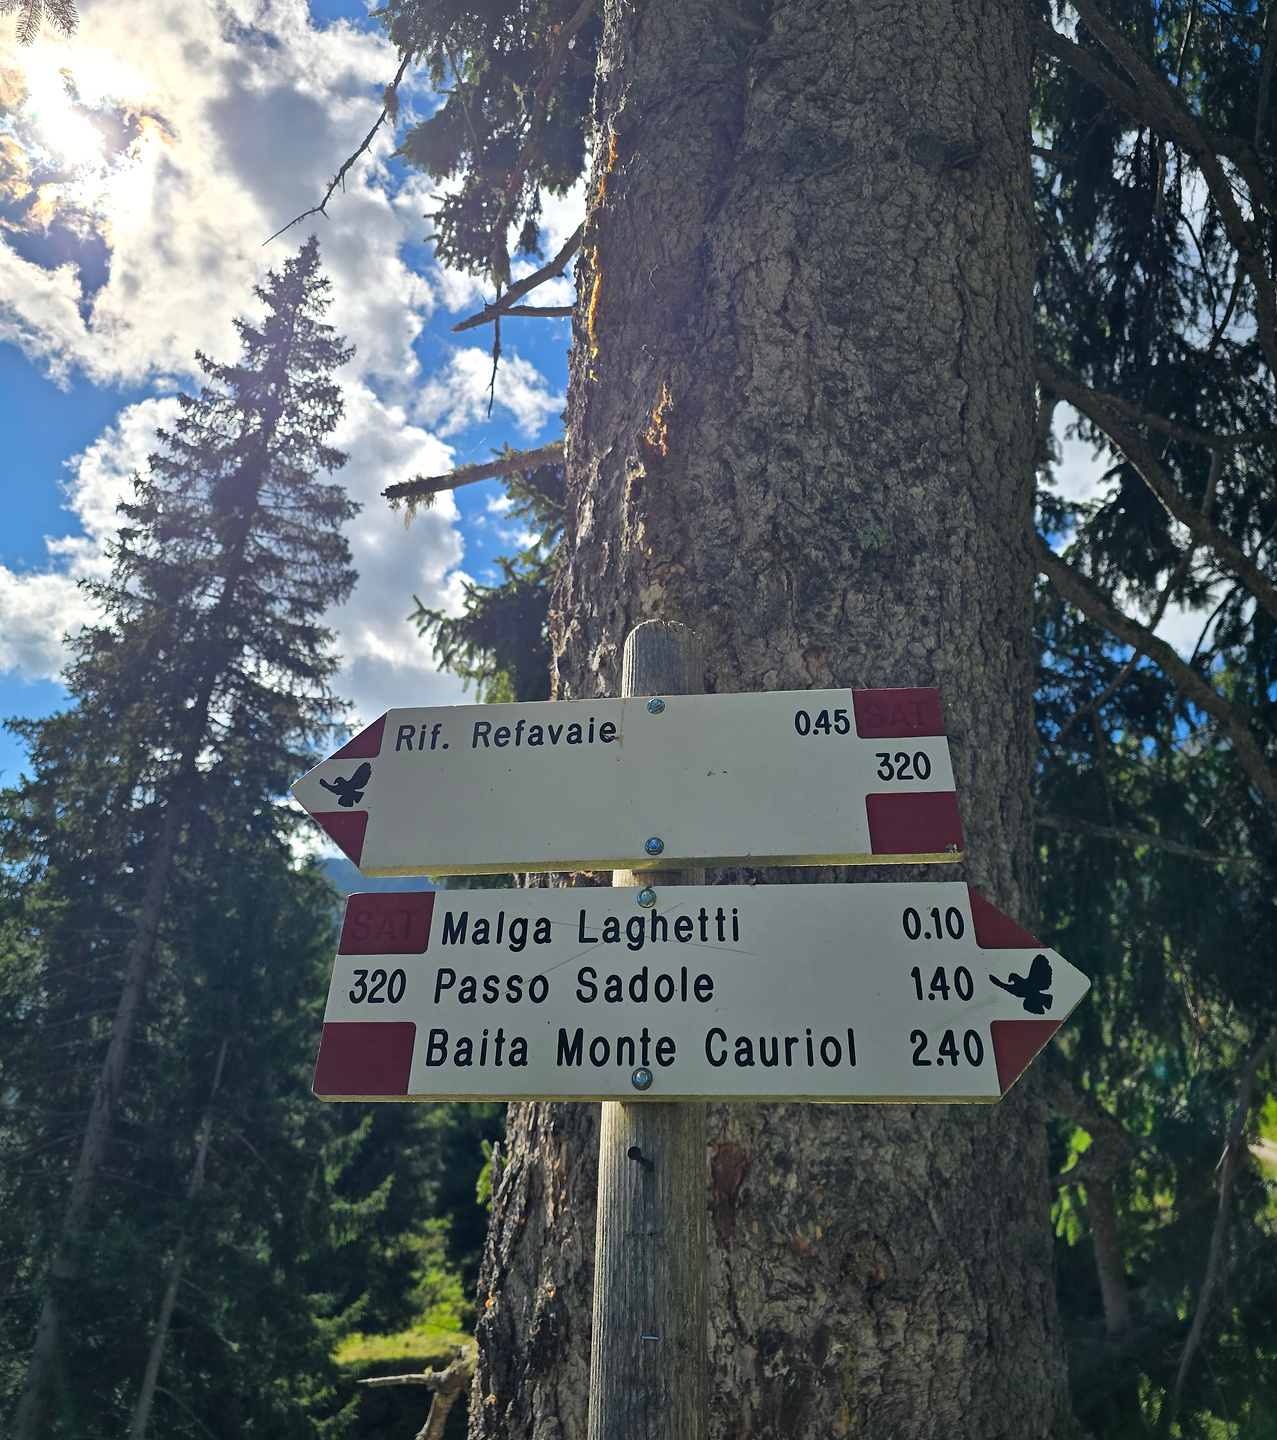 Rif. Refavaie 0.45 SAT
320
SAT Malga Laghetti 0.10
320 Passo Sadole 1.40
Baita Monte Cauriol 2.40